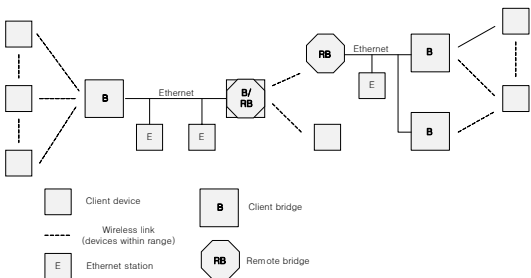 RB
Ethernet
B
E
B
Ethernet
B/
RB
E
E
B
Client device
B
Client bridge
Wireless link
(devices within range)
E
Ethernet station
RB
Remote bridge